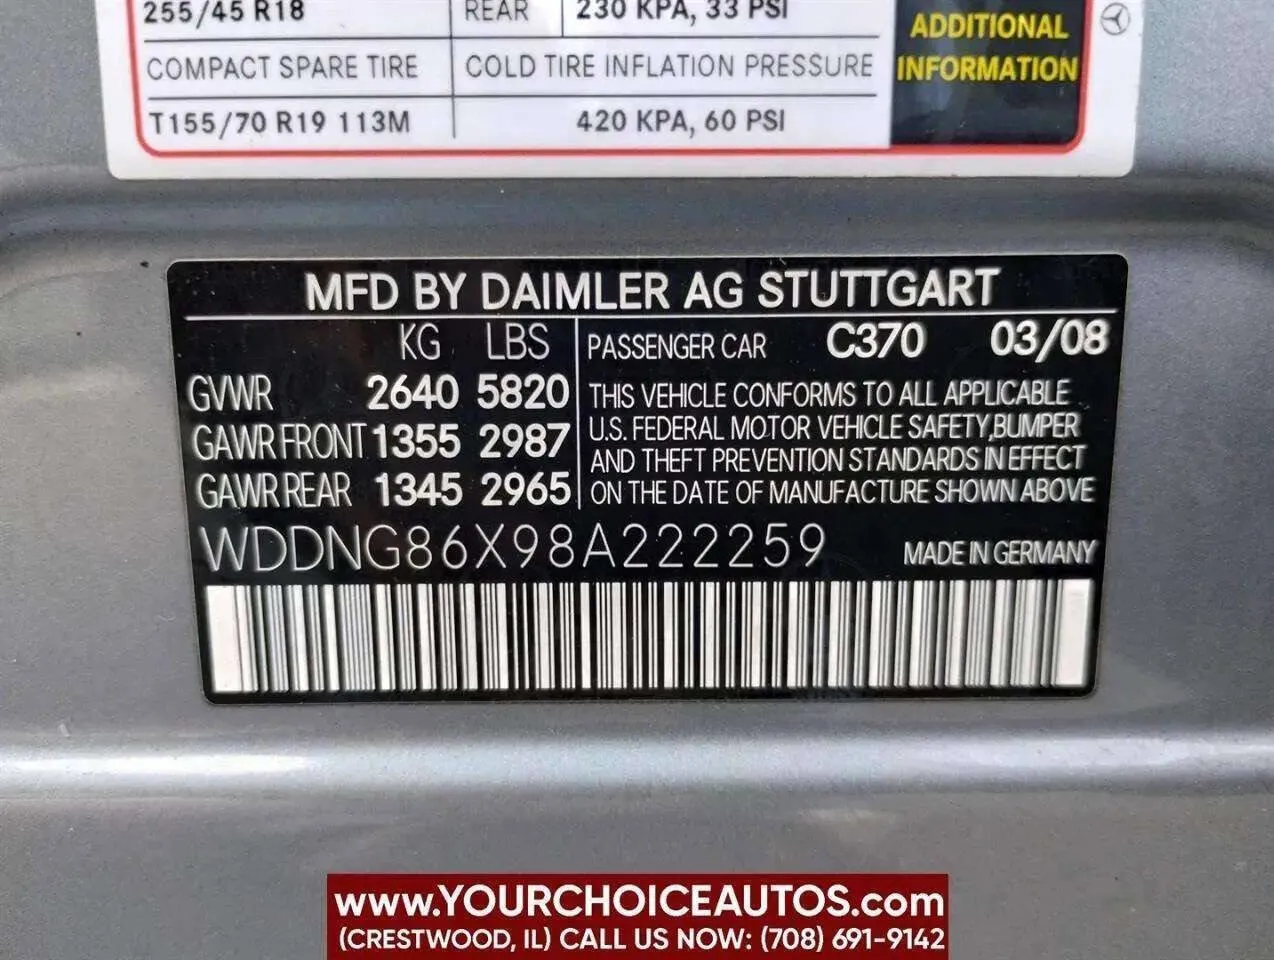 255/45 R18 REAR 230 KPA, 33 PSI
COMPACT SPARE TIRE COLD TIRE INFLATION PRESSURE
T155/70 R19 113M 420 KPA, 60 PSI
ADDITIONAL
INFORMATION
MFD BY DAIMLER AG STUTTGART
KG LBS PASSENGER CAR C370 03/08
GVWR 2640 5820
GAWR FRONT 1355 2987
GAWR REAR 1345 2965
THIS VEHICLE CONFORMS TO ALL APPLICABLE
U.S. FEDERAL MOTOR VEHICLE SAFETY,BUMPER
AND THEFT PREVENTION STANDARDS IN EFFECT
ON THE DATE OF MANUFACTURE SHOWN ABOVE
WDDNG86X98A222259 MADE IN GERMANY
www.YOURCHOICEAUTOS.com
(CRESTWOOD, IL) CALL US NOW: (708) 691-9142